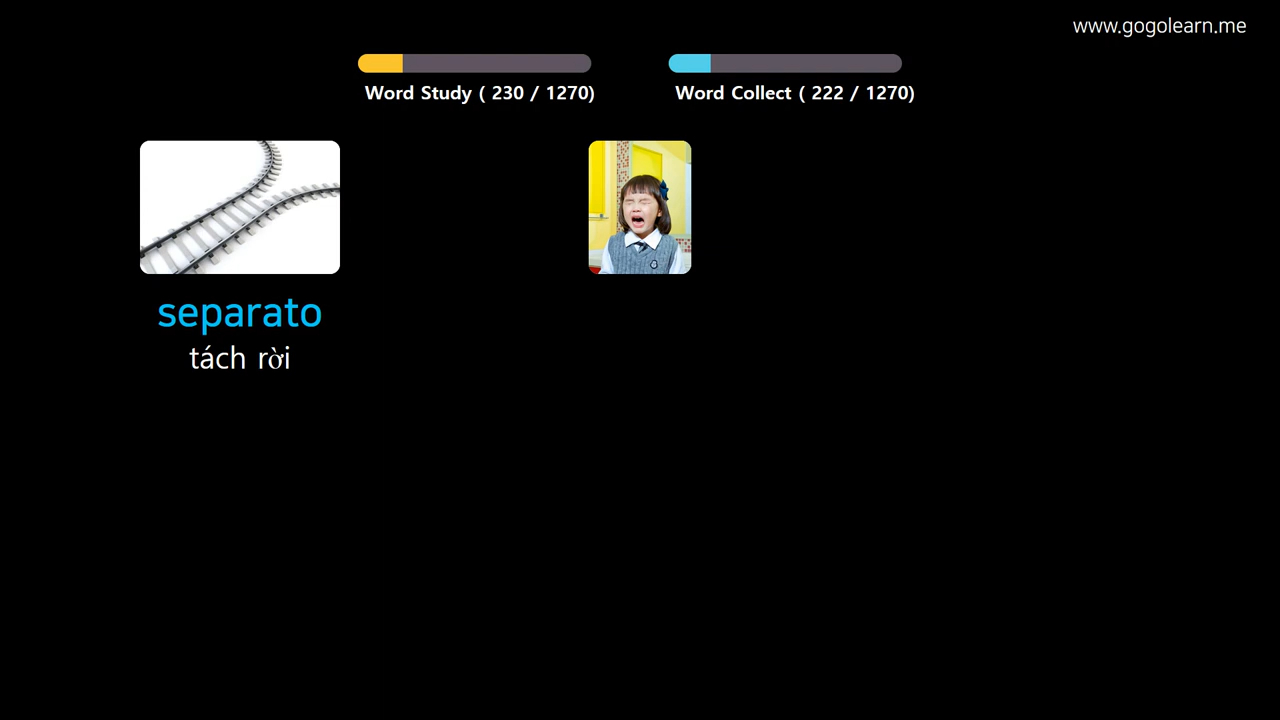 www.gogolearn.me
Word Study ( 230 / 1270)
Word Collect ( 222 / 1270)
separato
tách rời